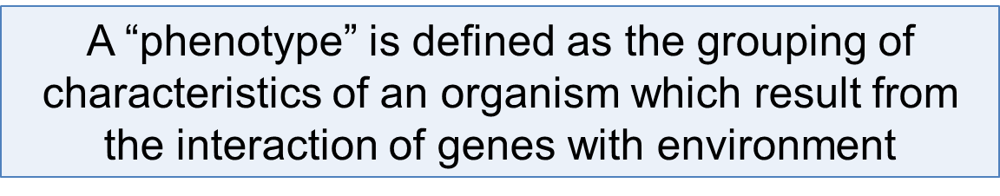 A “phenotype” is defined as the grouping of
characteristics of an organism which result from
the interaction of genes with environment